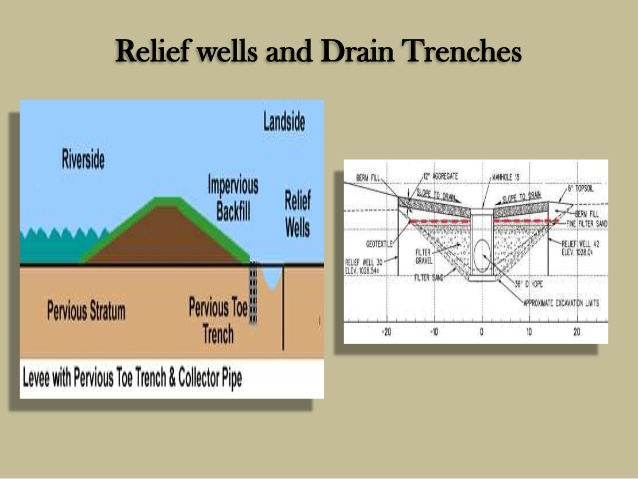 Relief wells and Drain Trenches
Landside
Riverside
Impervious
Backfill
Relief
Wells
Pervious Stratum
Pervious Toe
Trench
Levee with Pervious Toe Trench & Collector Pipe
BERM FILL
12" AGGREGATE
MANHOLE 15
6" TOPSOIL
SLOPE TO DRAIN
SLOPE TO DRAIN
BERM FILL
FINE FILTER SAND
GEOTEXTILE
FILTER
GRAVEL
RELIEF WELL 42
RELIEF WELL 30
FILTER SAND
APPROXIMATE EXCAVATION LIMITS
-20
-10
0
10
20